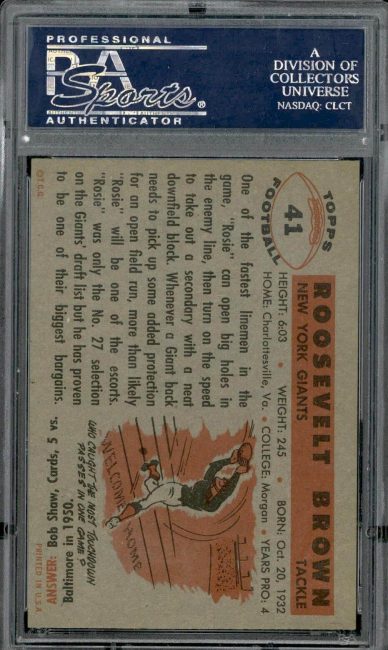 PROFESSIONAL
PSA
Sports®
AUTHENTICATOR
A
DIVISION OF
COLLECTORS
UNIVERSE
NASDAQ: CLCT
TOPPS
41
FOOTBALL
ROOSEVELT BROWN
NEW YORK GIANTS
TACKLE
HEIGHT: 6:03 • WEIGHT: 245 • BORN: Oct. 20, 1932
HOME: Charlottesville, Va. • COLLEGE: Morgan • YEARS PRO: 4
One of the fastest linemen in the
game, "Rosie" can open big holes in
the enemy line, then turn on the speed
to take out a secondary with a neat
downfield block. Whenever a Giant back
needs to pick up some added protection
for an open field run, more than likely
"Rosie" will be one of the escorts.
"Rosie" was only the No. 27 selection
on the Giants' draft list but he has proven
to be one of their biggest bargains.
©T.C.G.
WELCOME HOME
WHO CAUGHT THE MOST TOUCHDOWN
PASSES IN ONE GAME?
ANSWER: Bob Shaw, Cards, 5 vs.
Baltimore in 1950.
PRINTED IN U.S.A.